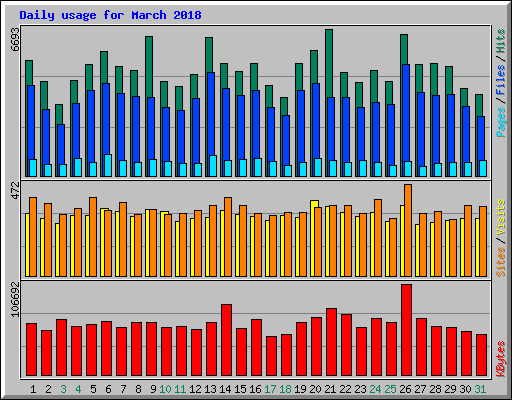 Daily usage for March 2018
6693
Pages / Files / Hits
472
Sites / Visits
106692
KBytes
1 2 3 4 5 6 7 8 9 10 11 12 13 14 15 16 17 18 19 20 21 22 23 24 25 26 27 28 29 30 31